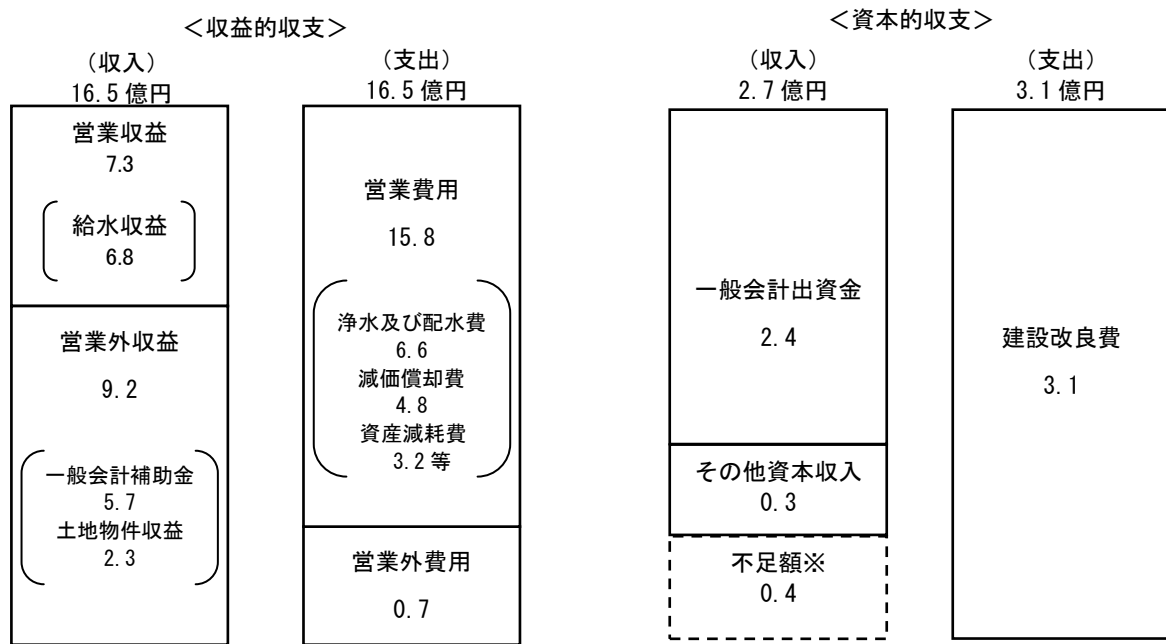 ＜収益的収支＞
（収入）
16.5 億円
営業収益
7.3
給水収益
6.8
営業外収益
9.2
一般会計補助金
5.7
土地物件収益
2.3
（支出）
16.5 億円
営業費用
15.8
浄水及び配水費
6.6
減価償却費
4.8
資産減耗費
3.2 等
営業外費用
0.7
＜資本的収支＞
（収入）
2.7 億円
一般会計出資金
2.4
その他資本収入
0.3
不足額※
0.4
（支出）
3.1 億円
建設改良費
3.1